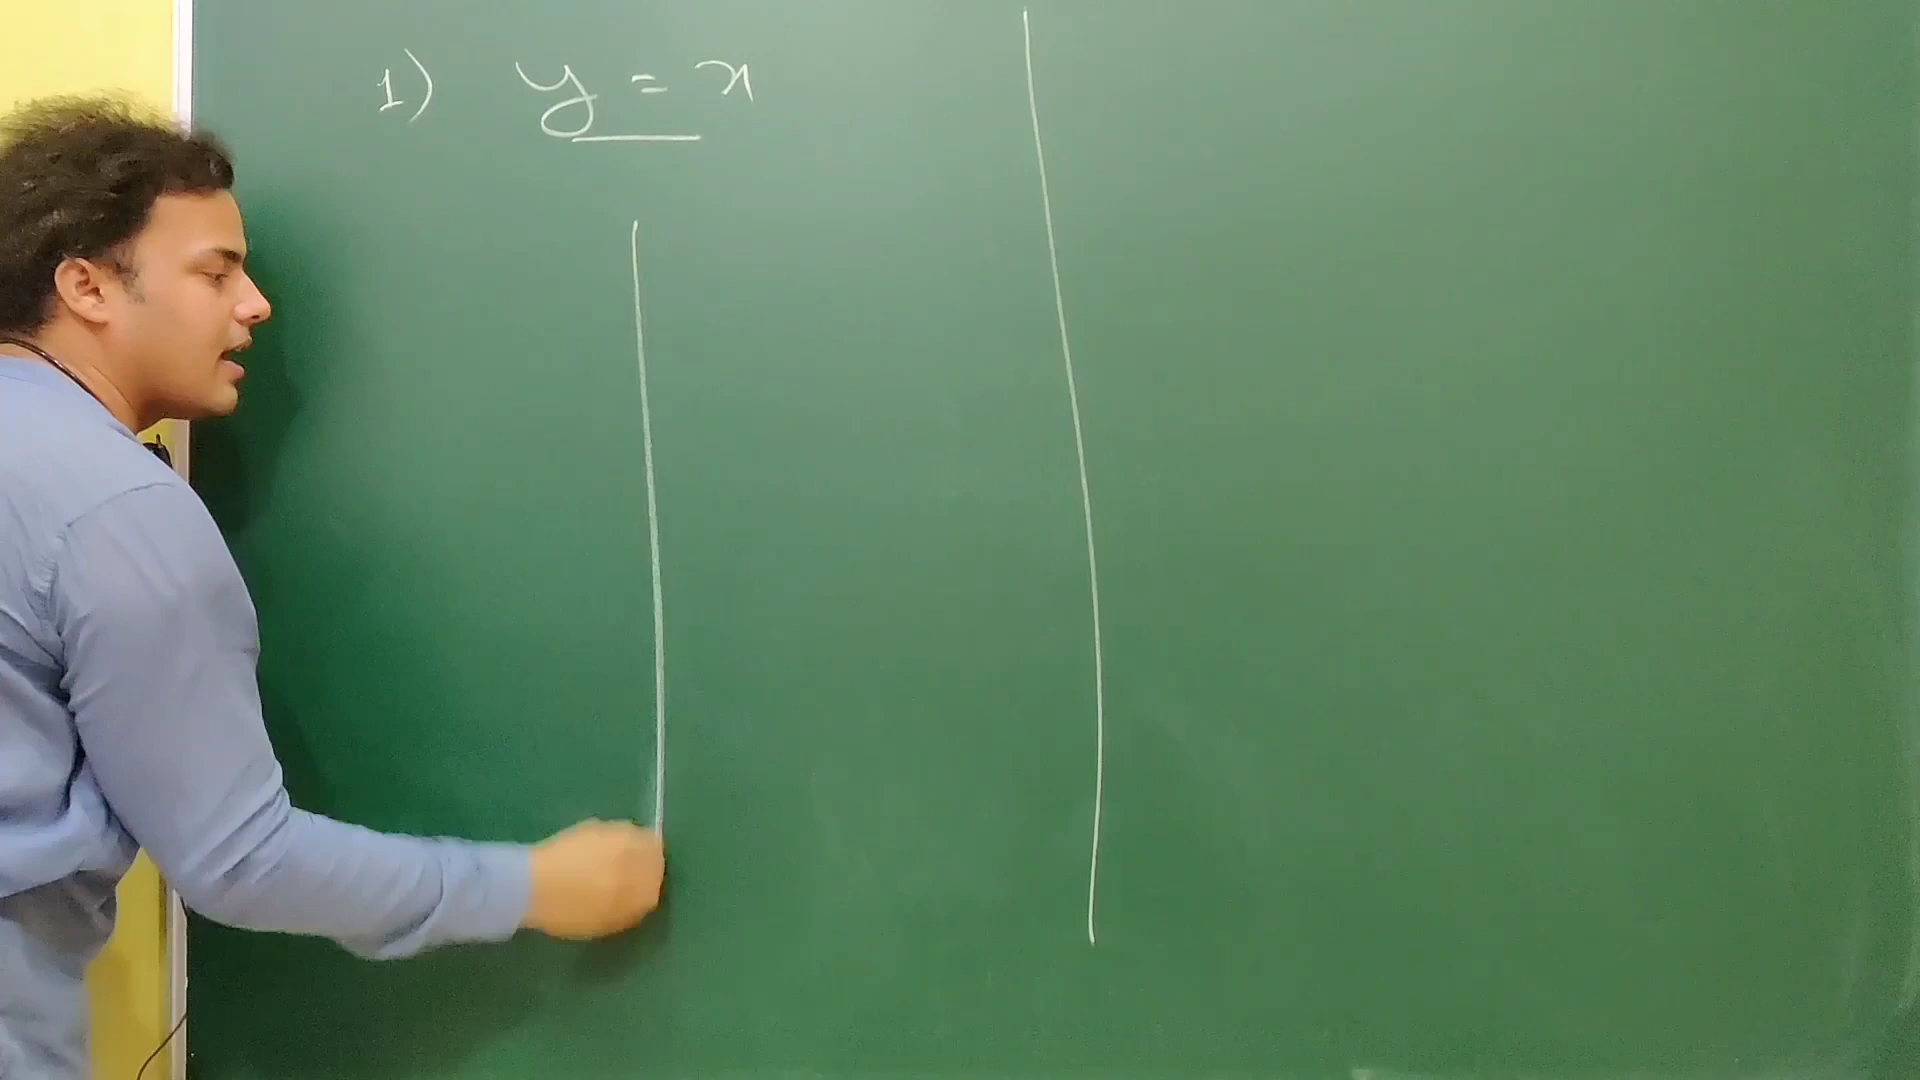 1) y = x